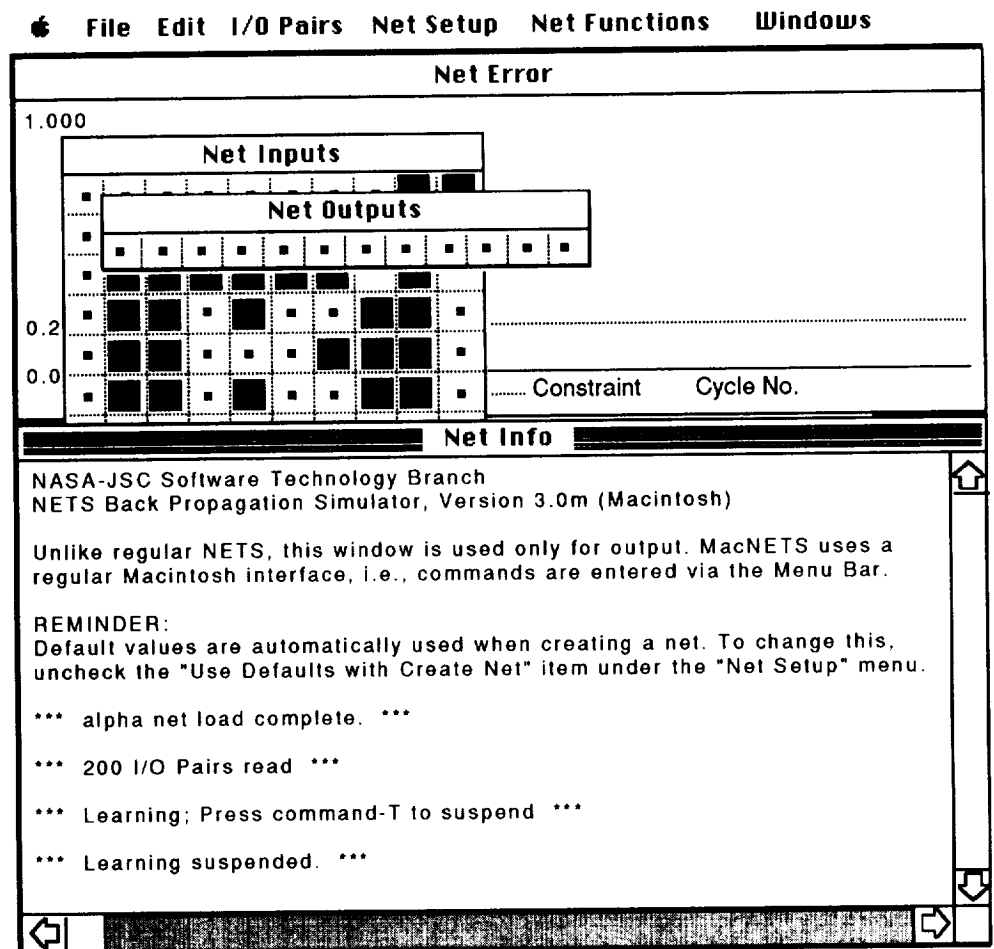 File Edit I/O Pairs Net Setup Net Functions Windows
Net Error
1.000
Net Inputs
Net Outputs
0.2
0.0
Constraint Cycle No.
Net Info
NASA-JSC Software Technology Branch
NETS Back Propagation Simulator, Version 3.0m (Macintosh)
Unlike regular NETS, this window is used only for output. MacNETS uses a
regular Macintosh interface, i.e., commands are entered via the Menu Bar.
REMINDER:
Default values are automatically used when creating a net. To change this,
uncheck the "Use Defaults with Create Net" item under the "Net Setup" menu.
*** alpha net load complete. ***
*** 200 I/O Pairs read ***
*** Learning; Press command-T to suspend ***
*** Learning suspended. ***